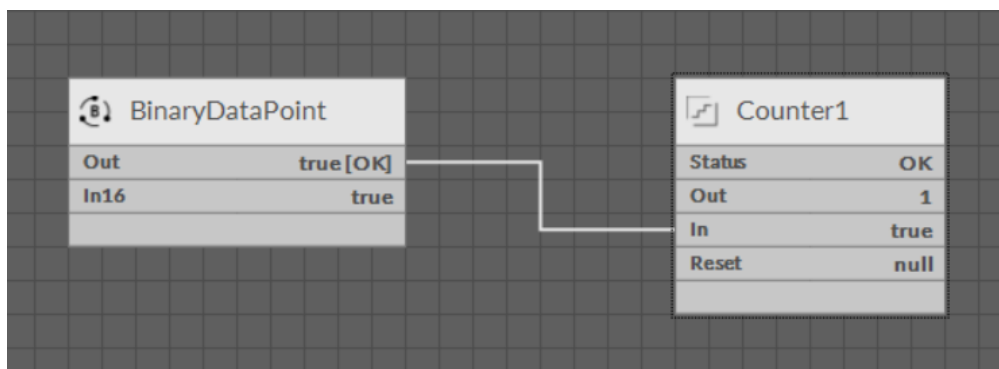 BinaryDataPoint
Out true [OK]
In16 true
Counter1
Status OK
Out 1
In true
Reset null